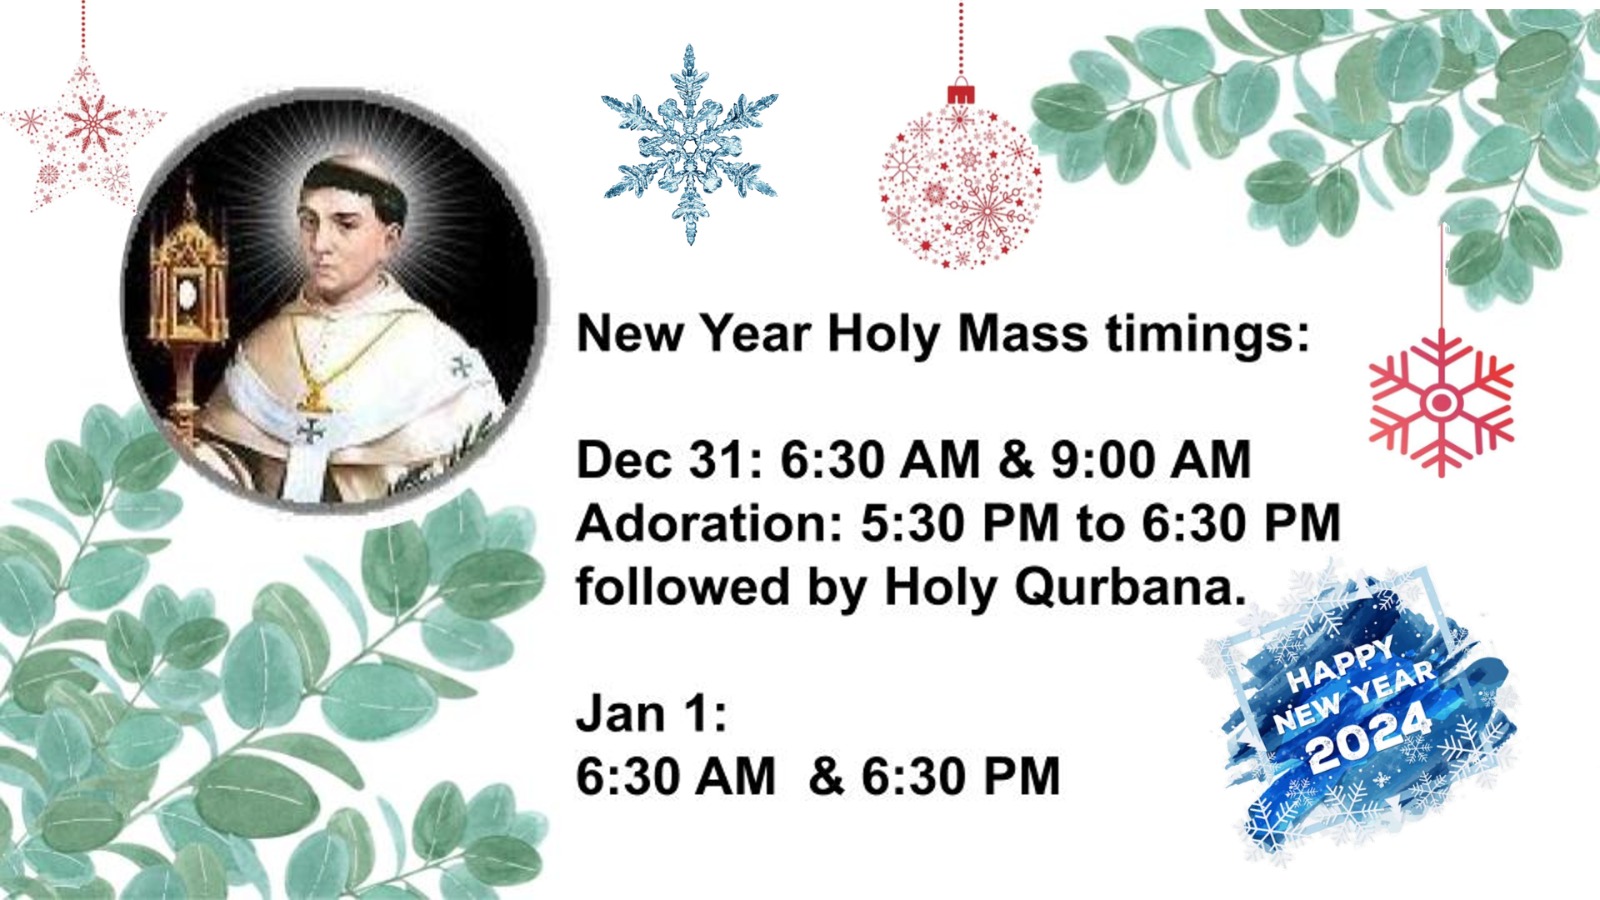 New Year Holy Mass timings:
Dec 31: 6:30 AM & 9:00 AM
Adoration: 5:30 PM to 6:30 PM
followed by Holy Qurbana.
Jan 1:
6:30 AM  & 6:30 PM
HAPPY
NEW YEAR
2024